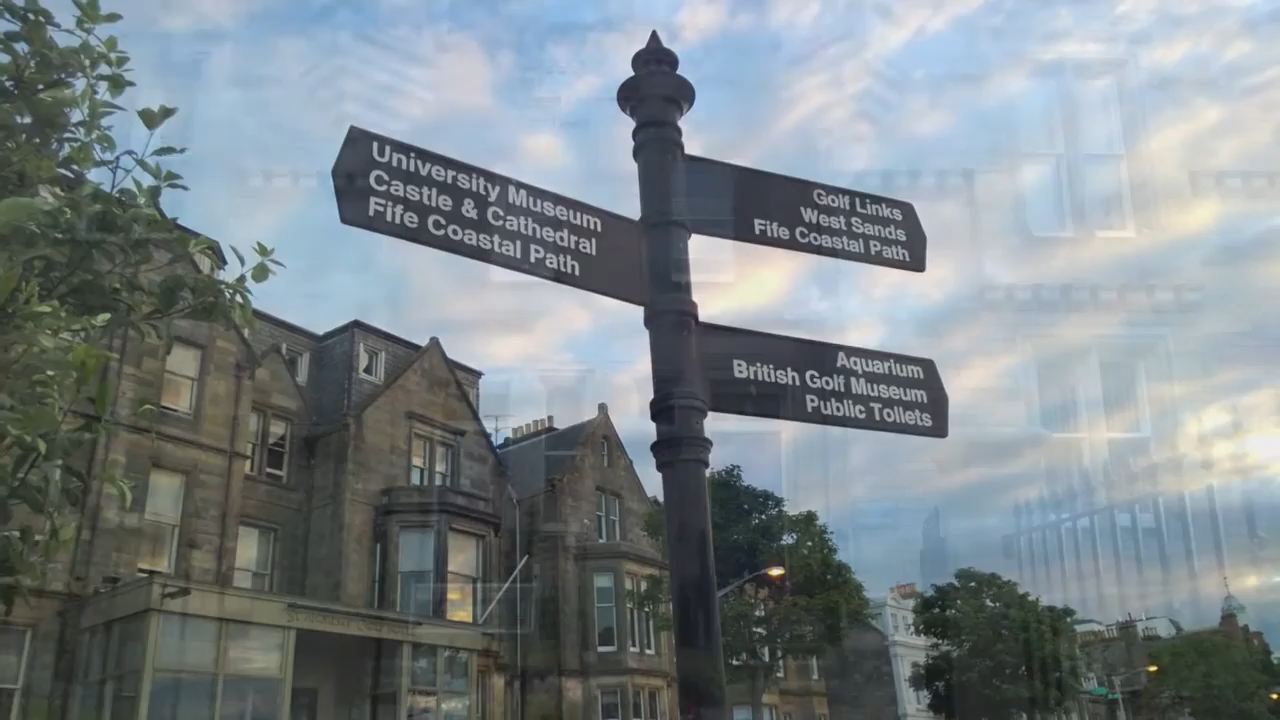 University Museum
Castle & Cathedral
Fife Coastal Path
Golf Links
West Sands
Fife Coastal Path
Aquarium
British Golf Museum
Public Toilets